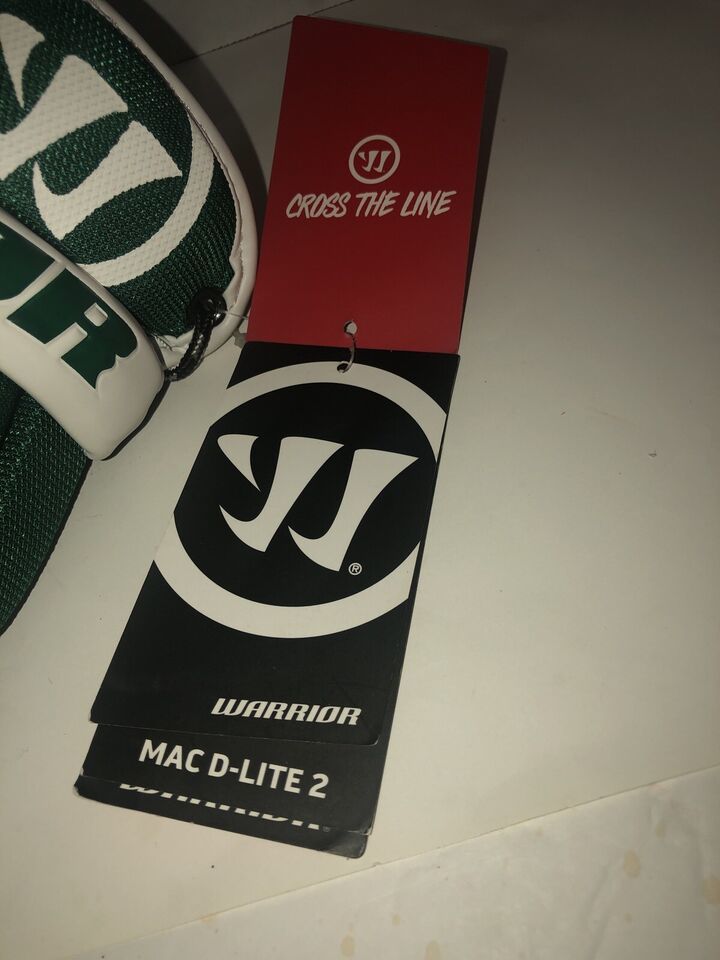 CROSS THE LINE
®
WARRIOR
MAC D-LITE 2